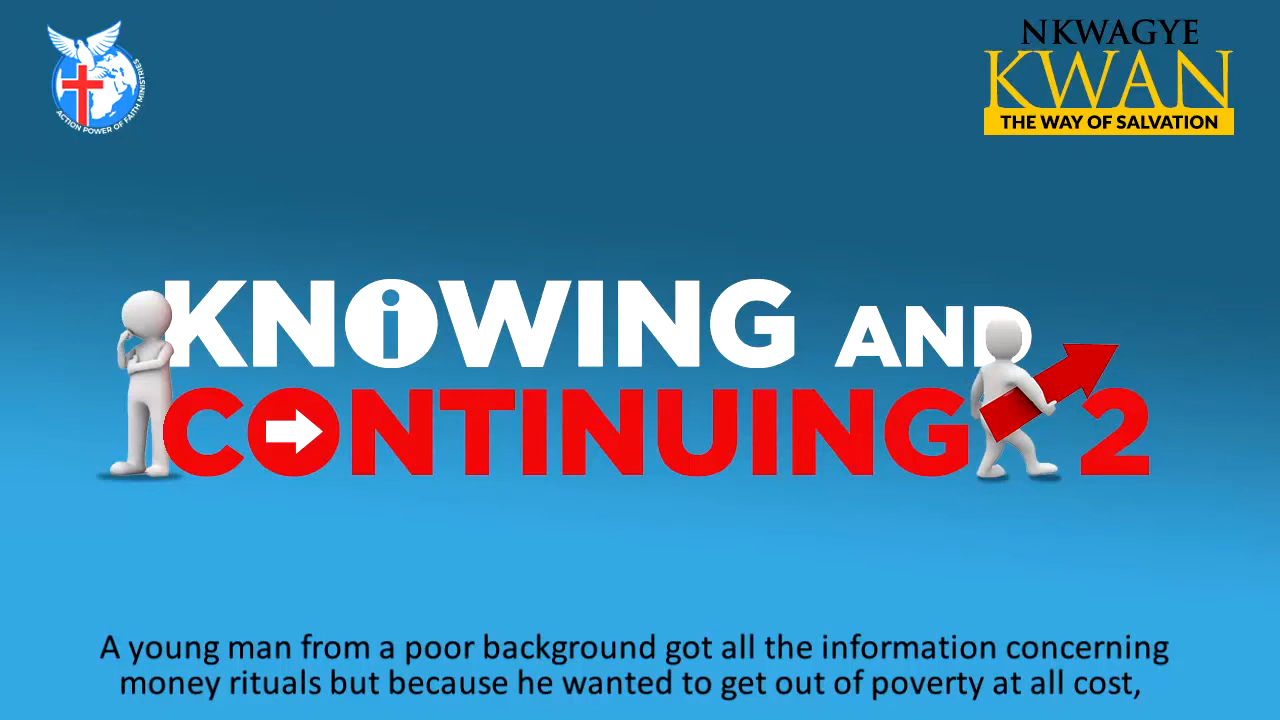 ACTION POWER OF FAITH MINISTRIES
NKWAGYE
KWAN
THE WAY OF SALVATION
KNOWING AND
CONTINUING 2
A young man from a poor background got all the information concerning
money rituals but because he wanted to get out of poverty at all cost,